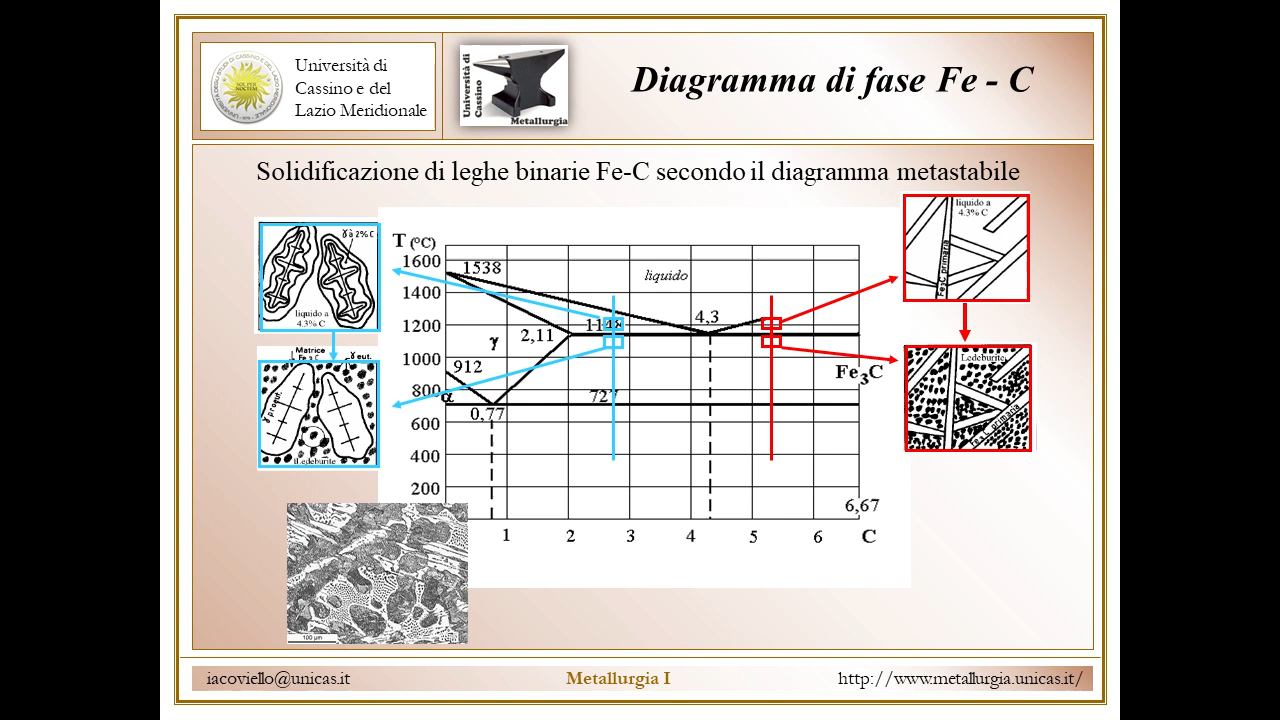 Università di
Cassino e del
Lazio Meridionale
Università di
Cassino
Metallurgia
Diagramma di fase Fe - C
Solidificazione di leghe binarie Fe-C secondo il diagramma metastabile
γ à 2% C
liquido a
4.3% C
Matrice
Fe3C
γ eut.
γ proeut.
Ledeburite
T (°C)
1600
1400
1200
1000
800
600
400
200
1538
liquido
1148
4,3
2,11
γ
912
α
727
0,77
Fe3C
6,67
1
2
3
4
5
6
C
liquido a
4.3% C
Fe3C primaria
Ledeburite
Fe3C primaria
100 µm
iacoviello@unicas.it
Metallurgia I
http://www.metallurgia.unicas.it/